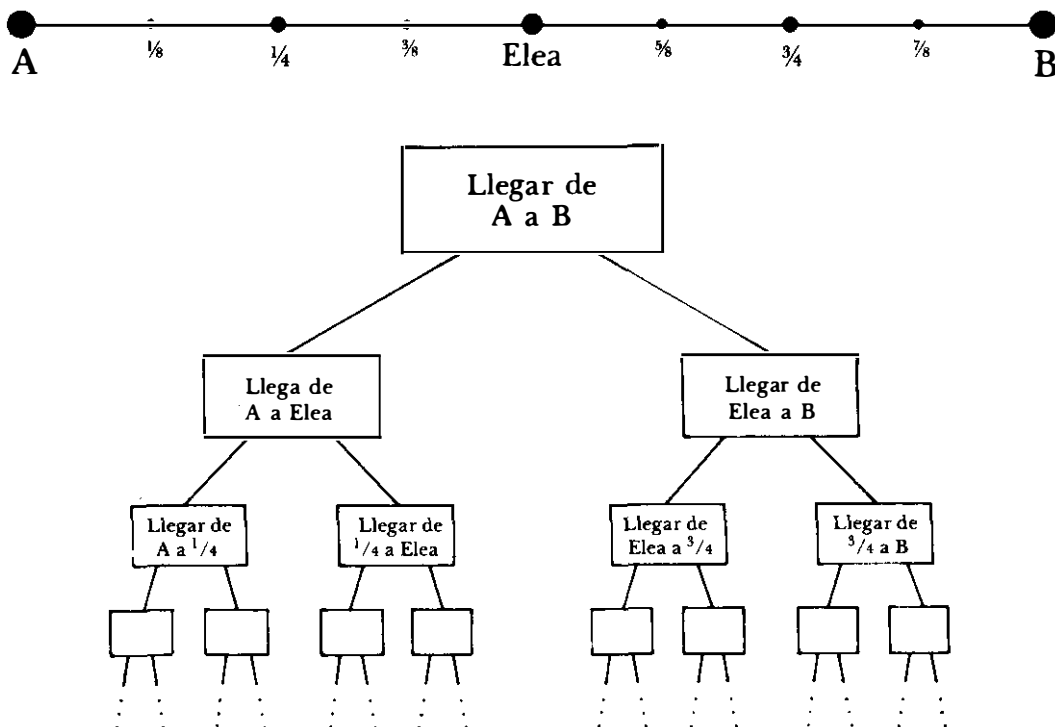 ⅛ ¼ ⅜ Elea ⅝ ¾ ⅞
A B
Llegar de
A a B
Llega de
A a Elea
Llegar de
Elea a B
Llegar de
A a 1/4
Llegar de
1/4 a Elea
Llegar de
Elea a 3/4
Llegar de
3/4 a B